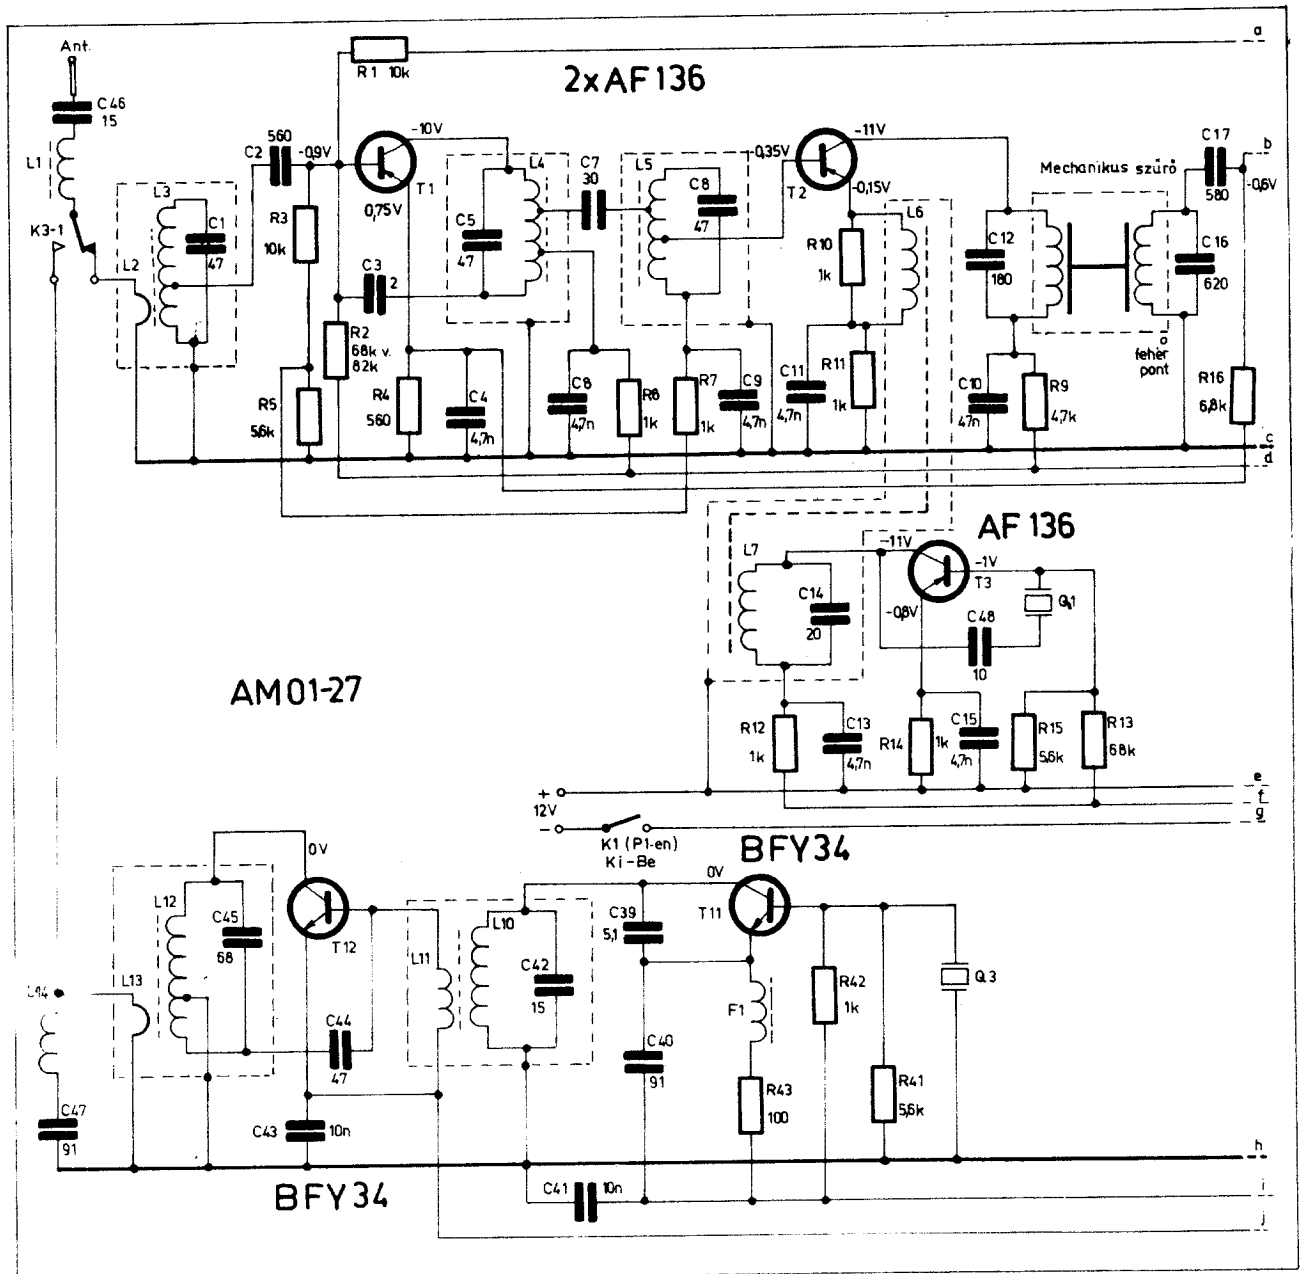 Ant.
C46
15
L1
K3-1
L2
L3
C1
47
560
C2
-0,9V
R1 10k
a
2xAF136
-10V
T1
0,75V
R3
10k
C3
2
R2
68k v.
82k
R4
560
R5
5,6k
C4
4,7n
L4
C5
47
C7
30
L5
C8
47
-0,35V
T2
-11V
-0,15V
L6
R10
1k
C6
4,7n
R6
1k
R7
1k
C9
4,7n
C11
4,7n
R11
1k
C12
180
Mechanikus szűrő
C17
580
b
-0,6V
C16
620
fehér
pont
C10
47n
R9
4,7k
R16
6,8k
c
d
AF 136
-11V
-1V
T3
-0,8V
L7
C14
20
C48
10
Q1
AM01-27
R12
1k
C13
4,7n
R14
1k
C15
4,7n
R15
5,6k
R13
68k
+
12V
-
e
f
g
K1 (P1-en)
Ki-Be
BFY34
0V
L12
C45
68
T12
L13
L14
C44
47
L11
L10
C42
15
C39
5,1
0V
T11
F1
R42
1k
Q3
C40
91
R43
100
R41
5,6k
C47
91
C43
10n
h
BFY34
C41
10n
i
j